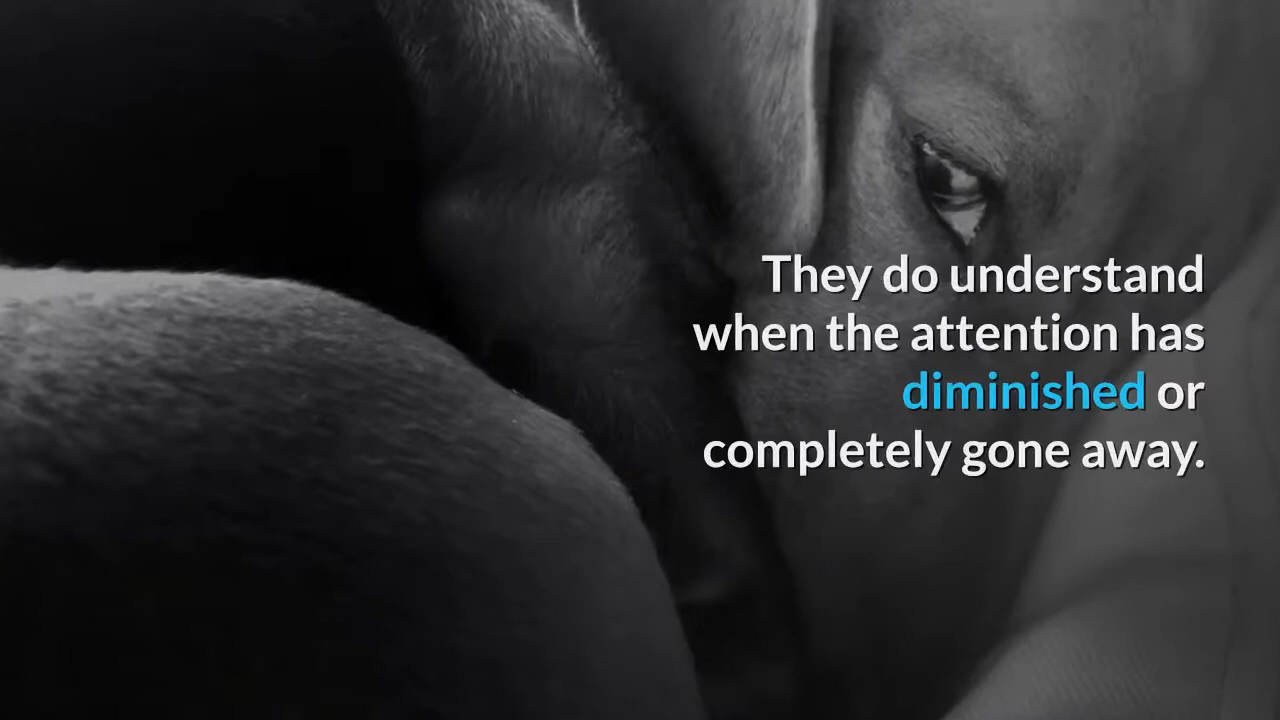 They do understand
when the attention has
diminished or
completely gone away.